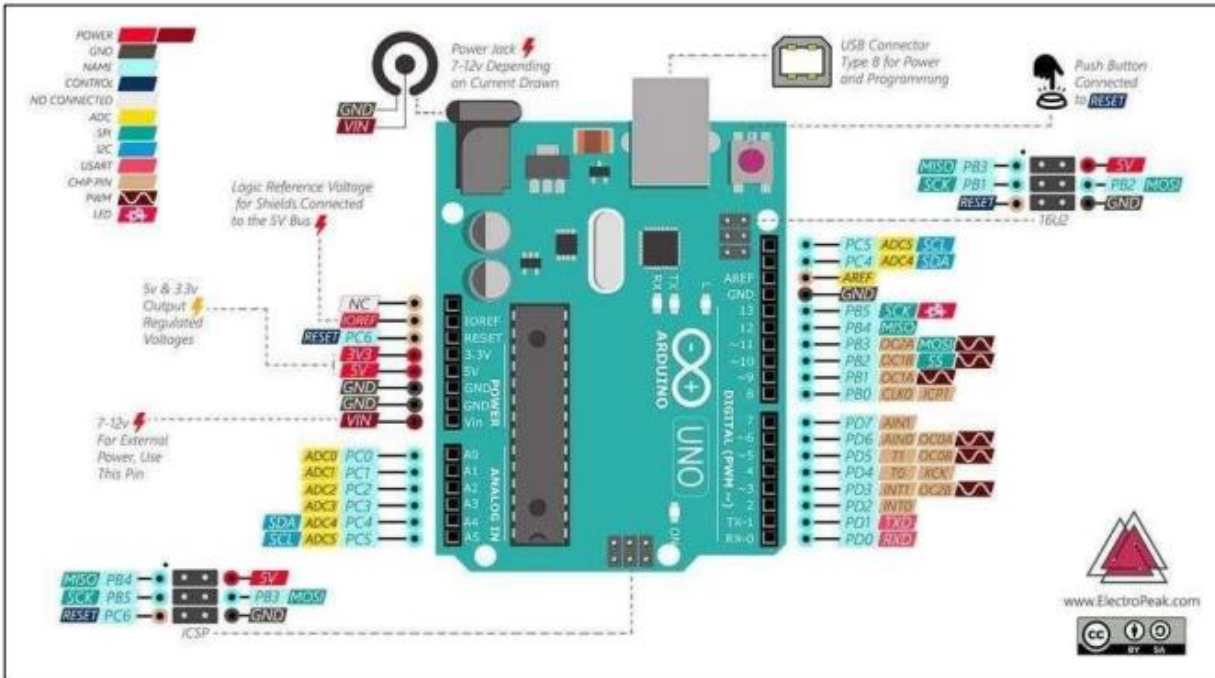 POWER
GND
NAME
CONTROL
NO CONNECTED
ADC
SPI
I2C
USART
CHIP PIN
PWM
LED
Power Jack
7-12v Depending
on Current Drawn
GND
VIN
USB Connector
Type B for Power
and Programming
Push Button
Connected
to RESET
MISO PB3 5V
SCK PB1 PB2 MOSI
RESET GND
16U2
Logic Reference Voltage
for Shields Connected
to the 5V Bus
5v & 3.3v
Output
Regulated
Voltages
7-12v
For External
Power, Use
This Pin
NC
IOREF
RESET PC6
3V3
5V
GND
GND
VIN
ADC0 PC0
ADC1 PC1
ADC2 PC2
ADC3 PC3
SDA ADC4 PC4
SCL ADC5 PC5
IOREF
RESET
3.3V
5V
GND
GND
Vin
POWER
A0
A1
A2
A3
A4
A5
ANALOG IN
RX
TX
L
ARDUINO
UNO
ON
AREF
GND
13
12
~11
~10
~9
8
7
~6
~5
4
~3
2
TX-1
RX-0
DIGITAL (PWM ~)
PC5 ADC5 SCL
PC4 ADC4 SDA
AREF
GND
PB5 SCK
PB4 MISO
PB3 OC2A MOSI
PB2 OC1B SS
PB1 OC1A
PB0 CLK0 ICP1
PD7 AIN1
PD6 AIN0 OC0A
PD5 T1 OC0B
PD4 T0 XCK
PD3 INT1 OC2B
PD2 INT0
PD1 TXD
PD0 RXD
MISO PB4 5V
SCK PB5 PB3 MOSI
RESET PC6 GND
ICSP
www.ElectroPeak.com
cc
BY SA